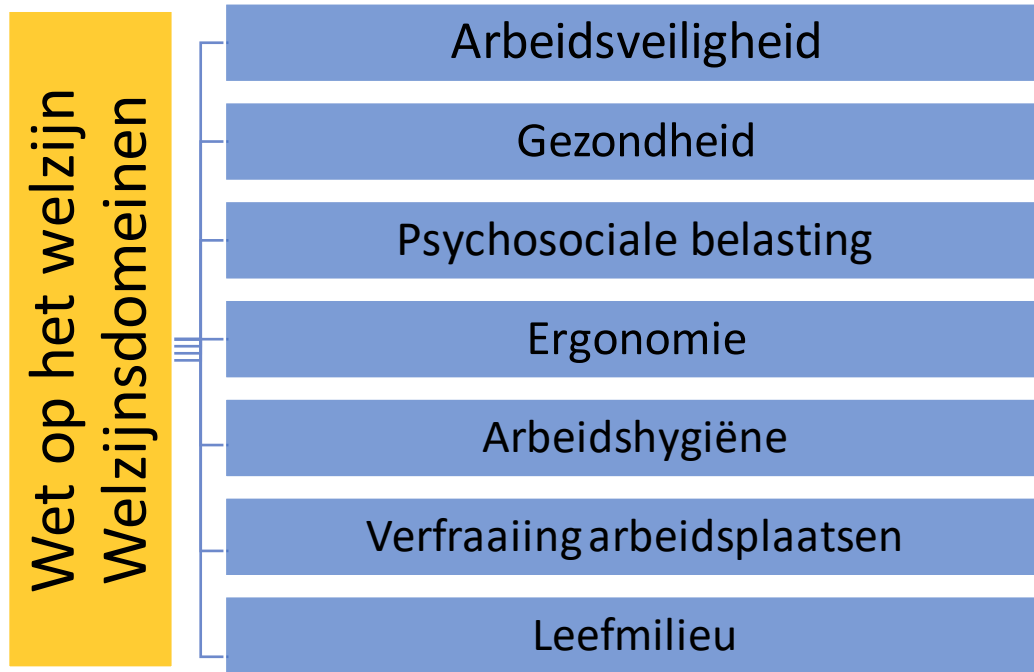 Wet op het welzijn
Welzijnsdomeinen
Arbeidsveiligheid
Gezondheid
Psychosociale belasting
Ergonomie
Arbeidshygiëne
Verfraaiing arbeidsplaatsen
Leefmilieu